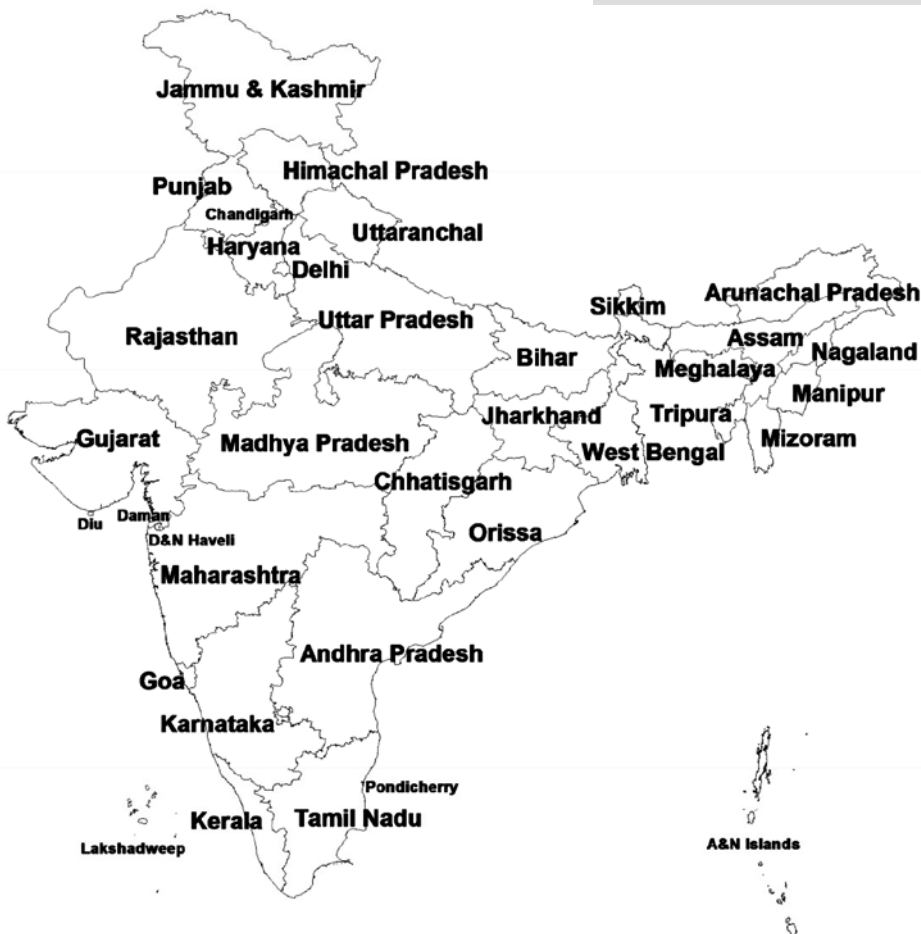 Jammu & Kashmir
Himachal Pradesh
Punjab
Chandigarh
Uttaranchal
Haryana
Delhi
Arunachal Pradesh
Sikkim
Uttar Pradesh
Rajasthan
Assam
Nagaland
Bihar
Meghalaya
Manipur
Jharkhand
Tripura
Gujarat
Madhya Pradesh
Mizoram
West Bengal
Chhatisgarh
Diu
Daman
Orissa
D&N Haveli
Maharashtra
Andhra Pradesh
Goa
Karnataka
Pondicherry
Kerala
Tamil Nadu
Lakshadweep
A&N Islands